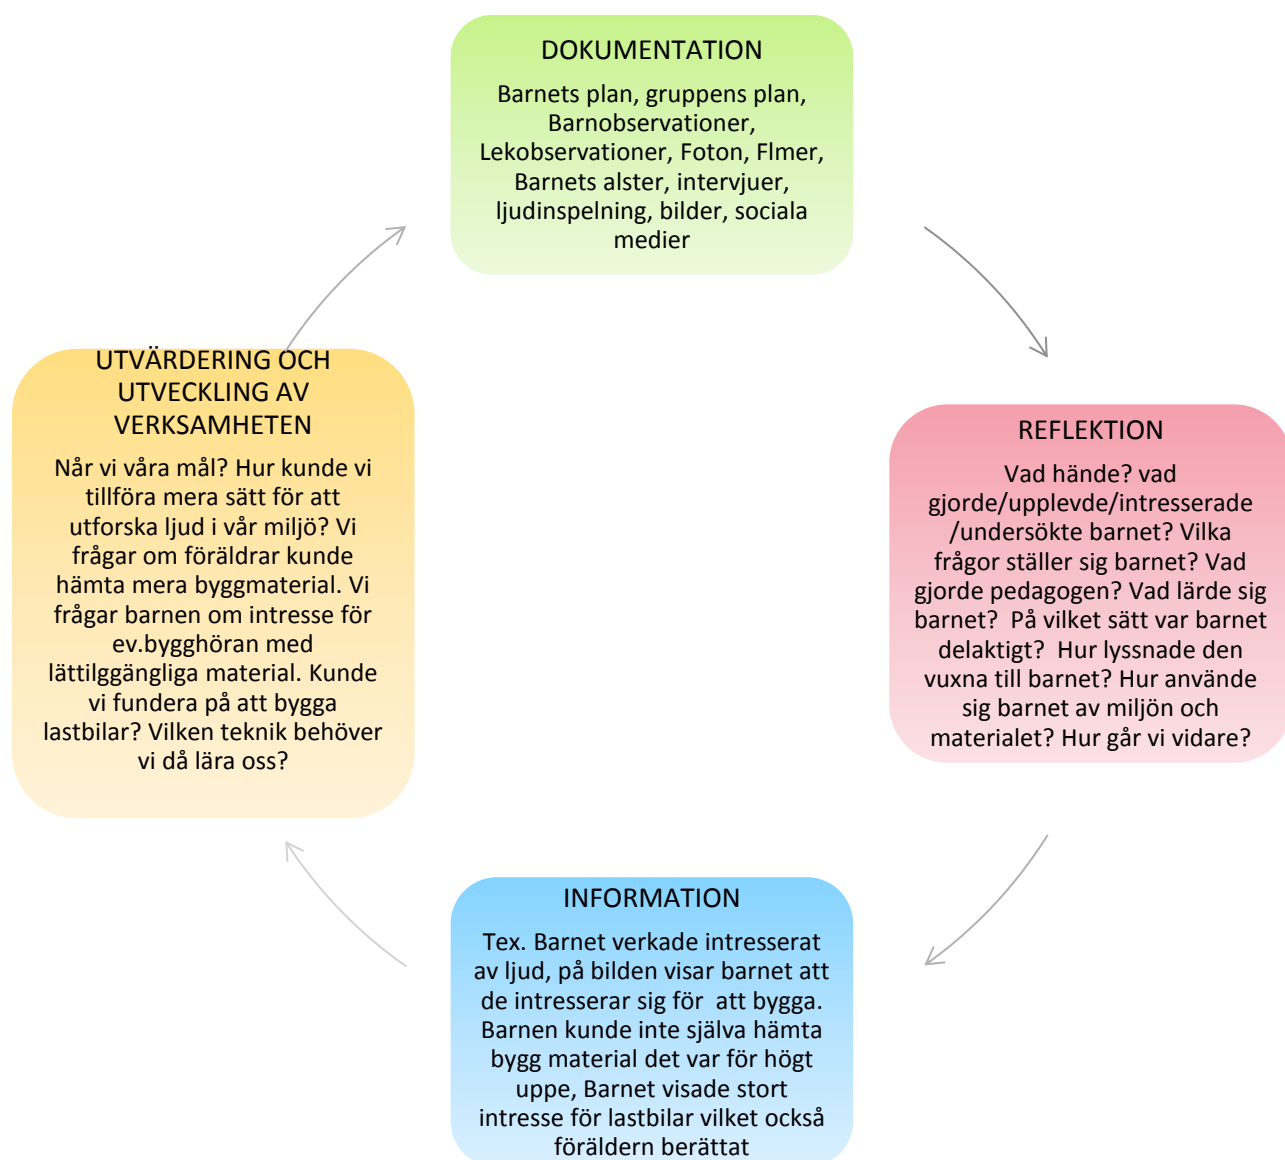 DOKUMENTATION
Barnets plan, gruppens plan,
Barnobservationer,
Lekobservationer, Foton, Flmer,
Barnets alster, intervjuer,
ljudinspelning, bilder, sociala
medier
REFLEKTION
Vad hände? vad
gjorde/upplevde/intresserade
/undersökte barnet? Vilka
frågor ställer sig barnet? Vad
gjorde pedagogen? Vad lärde sig
barnet? På vilket sätt var barnet
delaktigt? Hur lyssnade den
vuxna till barnet? Hur använde
sig barnet av miljön och
materialet? Hur går vi vidare?
INFORMATION
Tex. Barnet verkade intresserat
av ljud, på bilden visar barnet att
de intresserar sig för att bygga.
Barnen kunde inte själva hämta
bygg material det var för högt
uppe, Barnet visade stort
intresse för lastbilar vilket också
föräldern berättat
UTVÄRDERING OCH
UTVECKLING AV
VERKSAMHETEN
Når vi våra mål? Hur kunde vi
tillföra mera sätt för att
utforska ljud i vår miljö? Vi
frågar om föräldrar kunde
hämta mera byggmaterial. Vi
frågar barnen om intresse för
ev.bygghöran med
lättilggängliga material. Kunde
vi fundera på att bygga
lastbilar? Vilken teknik behöver
vi då lära oss?